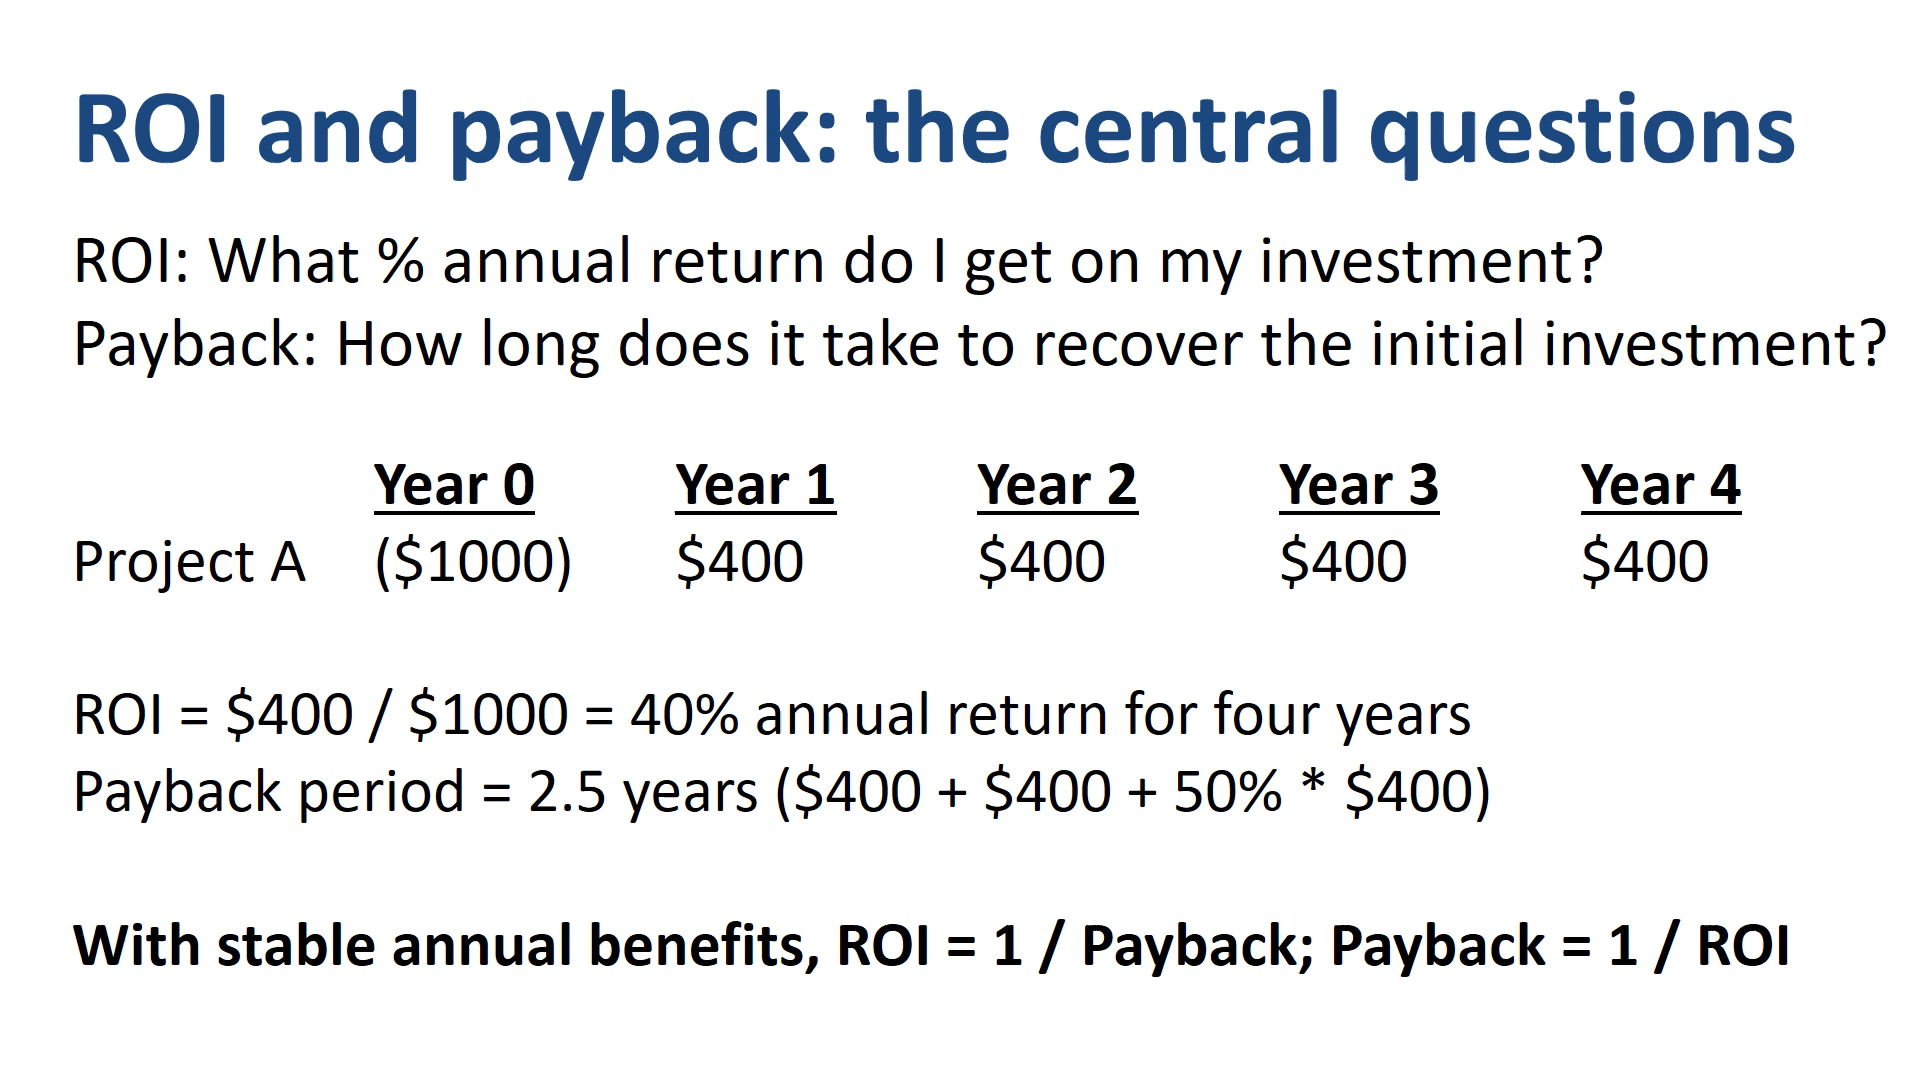 ROI and payback: the central questions
ROI: What % annual return do I get on my investment?
Payback: How long does it take to recover the initial investment?
Year 0 Year 1 Year 2 Year 3 Year 4
Project A ($1000) $400 $400 $400 $400
ROI = $400 / $1000 = 40% annual return for four years
Payback period = 2.5 years ($400 + $400 + 50% * $400)
With stable annual benefits, ROI = 1 / Payback; Payback = 1 / ROI